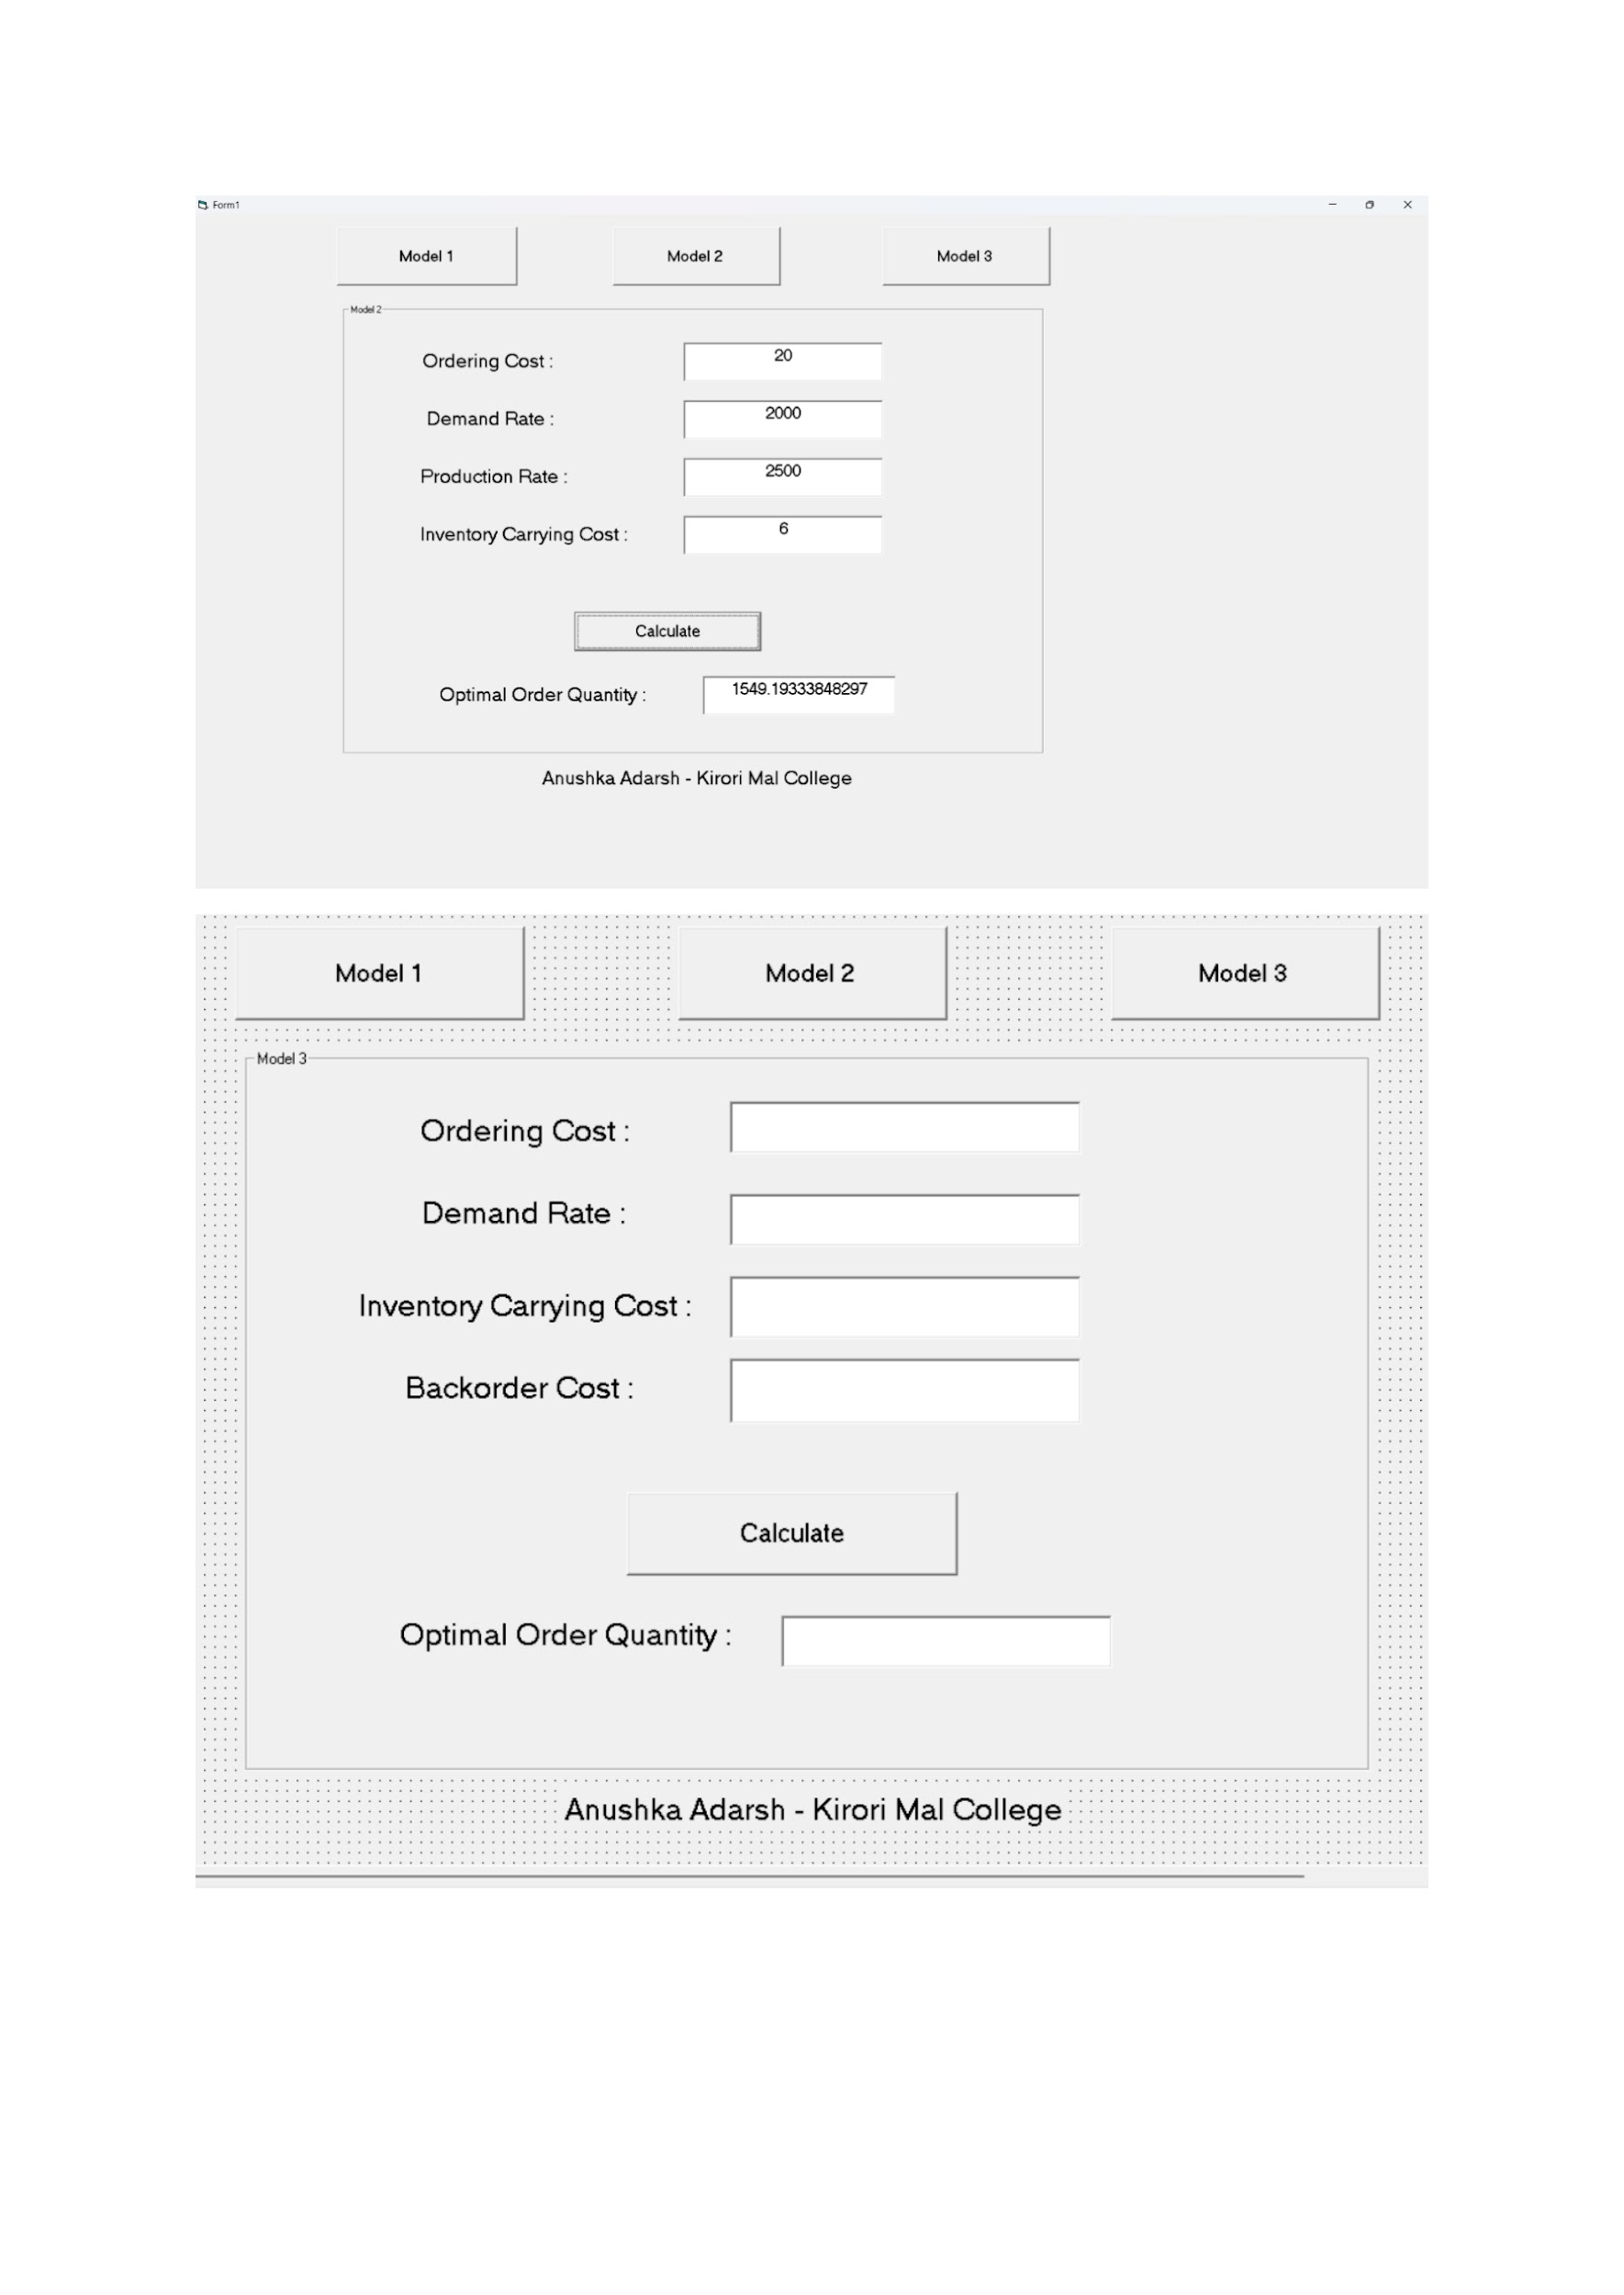 Form1
Model 1 Model 2 Model 3
Model 2
Ordering Cost : 20
Demand Rate : 2000
Production Rate : 2500
Inventory Carrying Cost : 6
Calculate
Optimal Order Quantity : 1549.19333848297
Anushka Adarsh - Kirori Mal College
Model 1 Model 2 Model 3
Model 3
Ordering Cost :
Demand Rate :
Inventory Carrying Cost :
Backorder Cost :
Calculate
Optimal Order Quantity :
Anushka Adarsh - Kirori Mal College